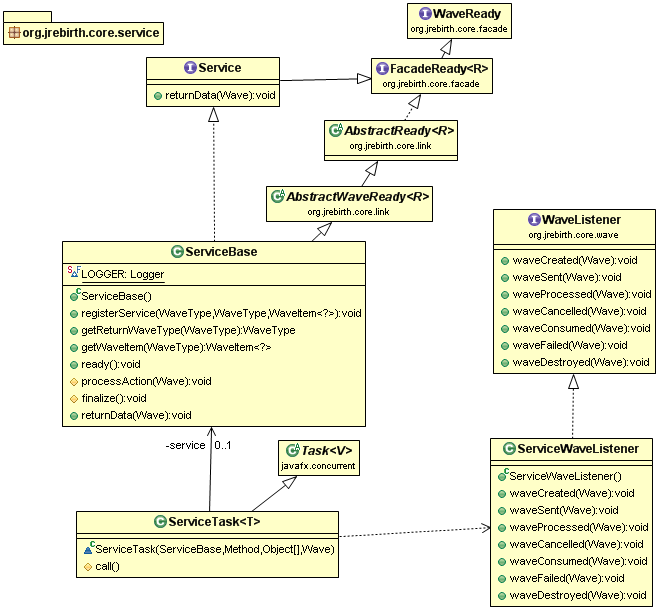 WaveReady
org.jrebirth.core.facade
org.jrebirth.core.service
Service
returnData(Wave):void
FacadeReady<R>
org.jrebirth.core.facade
AbstractReady<R>
org.jrebirth.core.link
AbstractWaveReady<R>
org.jrebirth.core.link
ServiceBase
LOGGER: Logger
ServiceBase()
registerService(WaveType,WaveType,WaveItem<?>):void
getReturnWaveType(WaveType):WaveType
getWaveItem(WaveType):WaveItem<?>
ready():void
processAction(Wave):void
finalize():void
returnData(Wave):void
WaveListener
org.jrebirth.core.wave
waveCreated(Wave):void
waveSent(Wave):void
waveProcessed(Wave):void
waveCancelled(Wave):void
waveConsumed(Wave):void
waveFailed(Wave):void
waveDestroyed(Wave):void
-service 0..1
Task<V>
javafx.concurrent
ServiceTask<T>
ServiceTask(ServiceBase,Method,Object[],Wave)
call()
ServiceWaveListener
ServiceWaveListener()
waveCreated(Wave):void
waveSent(Wave):void
waveProcessed(Wave):void
waveCancelled(Wave):void
waveConsumed(Wave):void
waveFailed(Wave):void
waveDestroyed(Wave):void